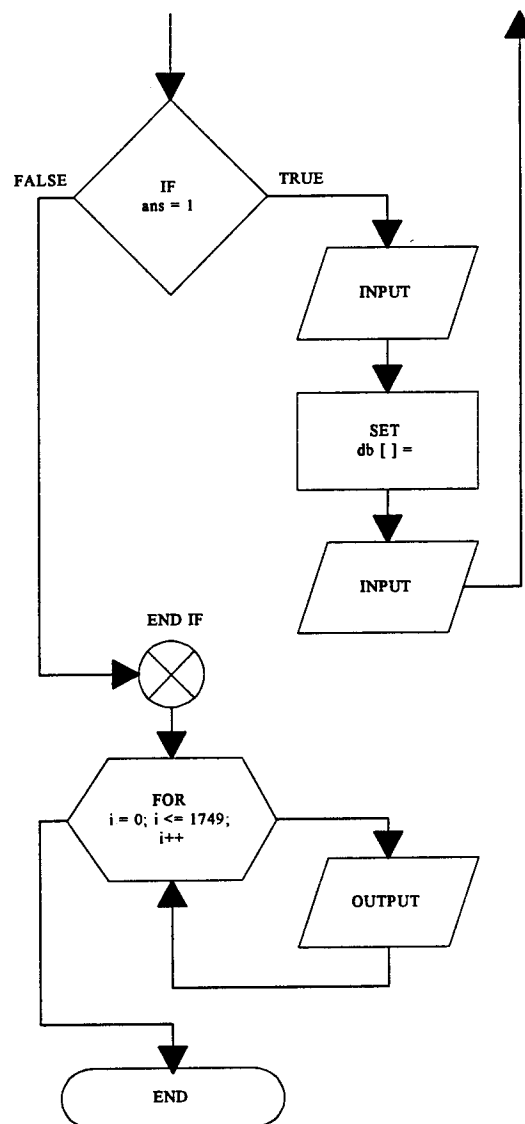 FALSE
TRUE
IF
ans = 1
INPUT
SET
db [ ] =
INPUT
END IF
FOR
i = 0; i <= 1749;
i++
OUTPUT
END